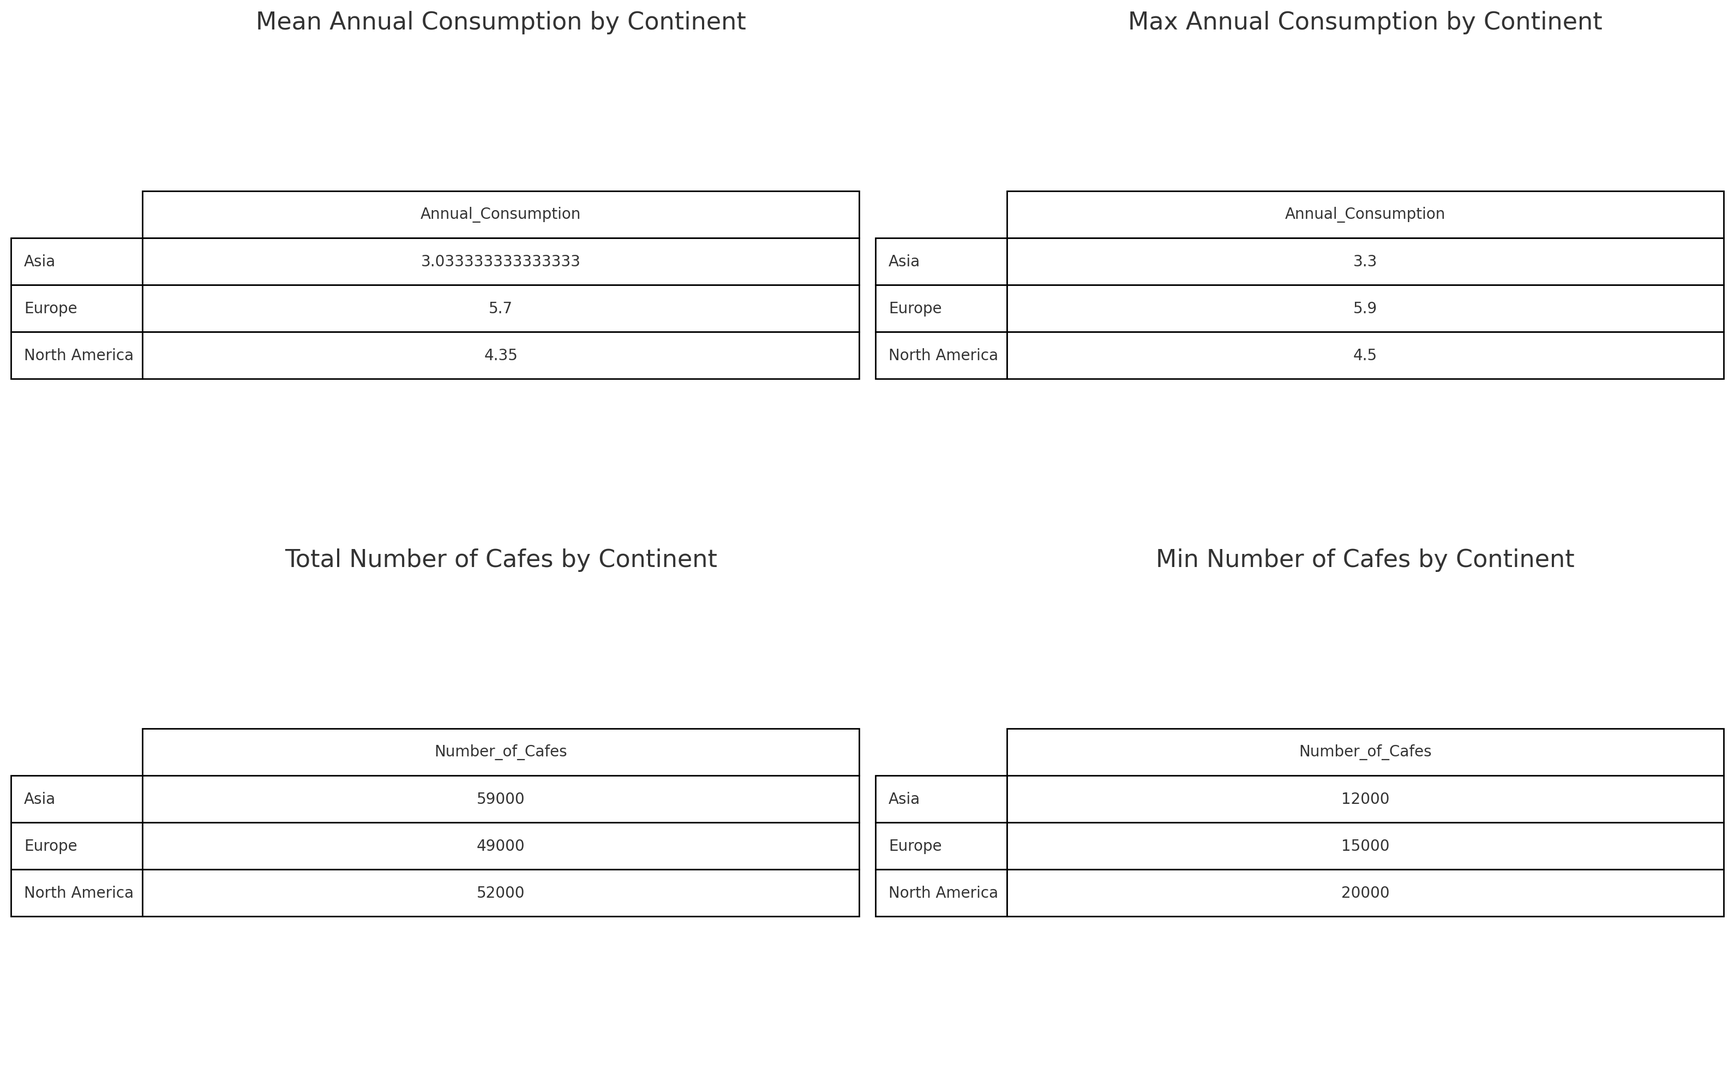 Mean Annual Consumption by Continent
Annual_Consumption
Asia 3.033333333333333
Europe 5.7
North America 4.35
Max Annual Consumption by Continent
Annual_Consumption
Asia 3.3
Europe 5.9
North America 4.5
Total Number of Cafes by Continent
Number_of_Cafes
Asia 59000
Europe 49000
North America 52000
Min Number of Cafes by Continent
Number_of_Cafes
Asia 12000
Europe 15000
North America 20000